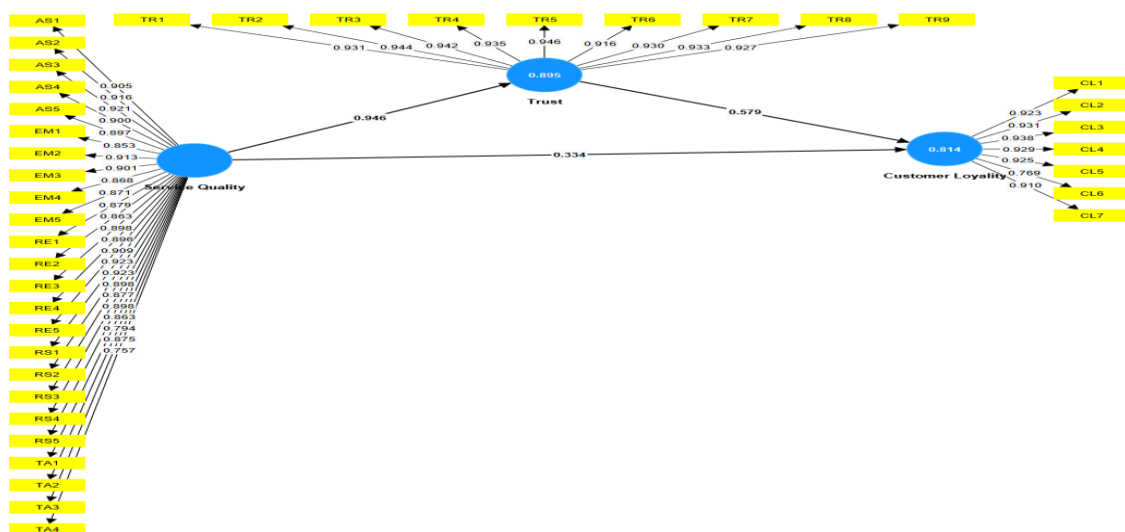 AS1
AS2
AS3
AS4
AS5
EM1
EM2
EM3
EM4
EM5
RE1
RE2
RE3
RE4
RE5
RS1
RS2
RS3
RS4
RS5
TA1
TA2
TA3
TA4
0.905
0.916
0.921
0.900
0.897
0.853
0.913
0.901
0.868
0.871
0.879
0.863
0.898
0.896
0.909
0.923
0.923
0.898
0.877
0.898
0.863
0.794
0.875
0.757
Service Quality
TR1 TR2 TR3 TR4 TR5 TR6 TR7 TR8 TR9
0.931 0.944 0.942 0.935 0.946 0.916 0.930 0.933 0.927
0.895
Trust
0.946
0.579
0.334
0.814
Customer Loyality
0.923
0.931
0.938
0.929
0.925
0.769
0.910
CL1
CL2
CL3
CL4
CL5
CL6
CL7